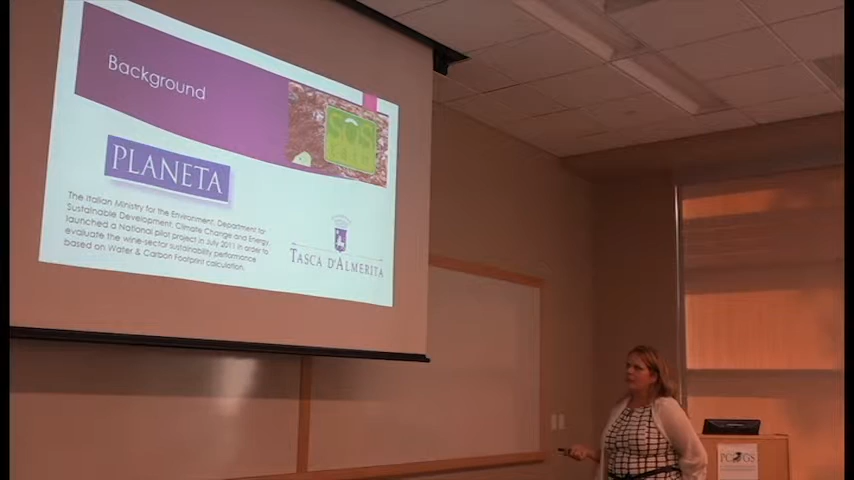 Background
SOS
PLANETA
The Italian Ministry for the Environment, Department for
Sustainable Development, Climate Change and Energy,
launched a National pilot project in July 2011 in order to
evaluate the wine-sector sustainability performance
based on Water & Carbon Footprint calculation.
TASCA D'ALMERITA